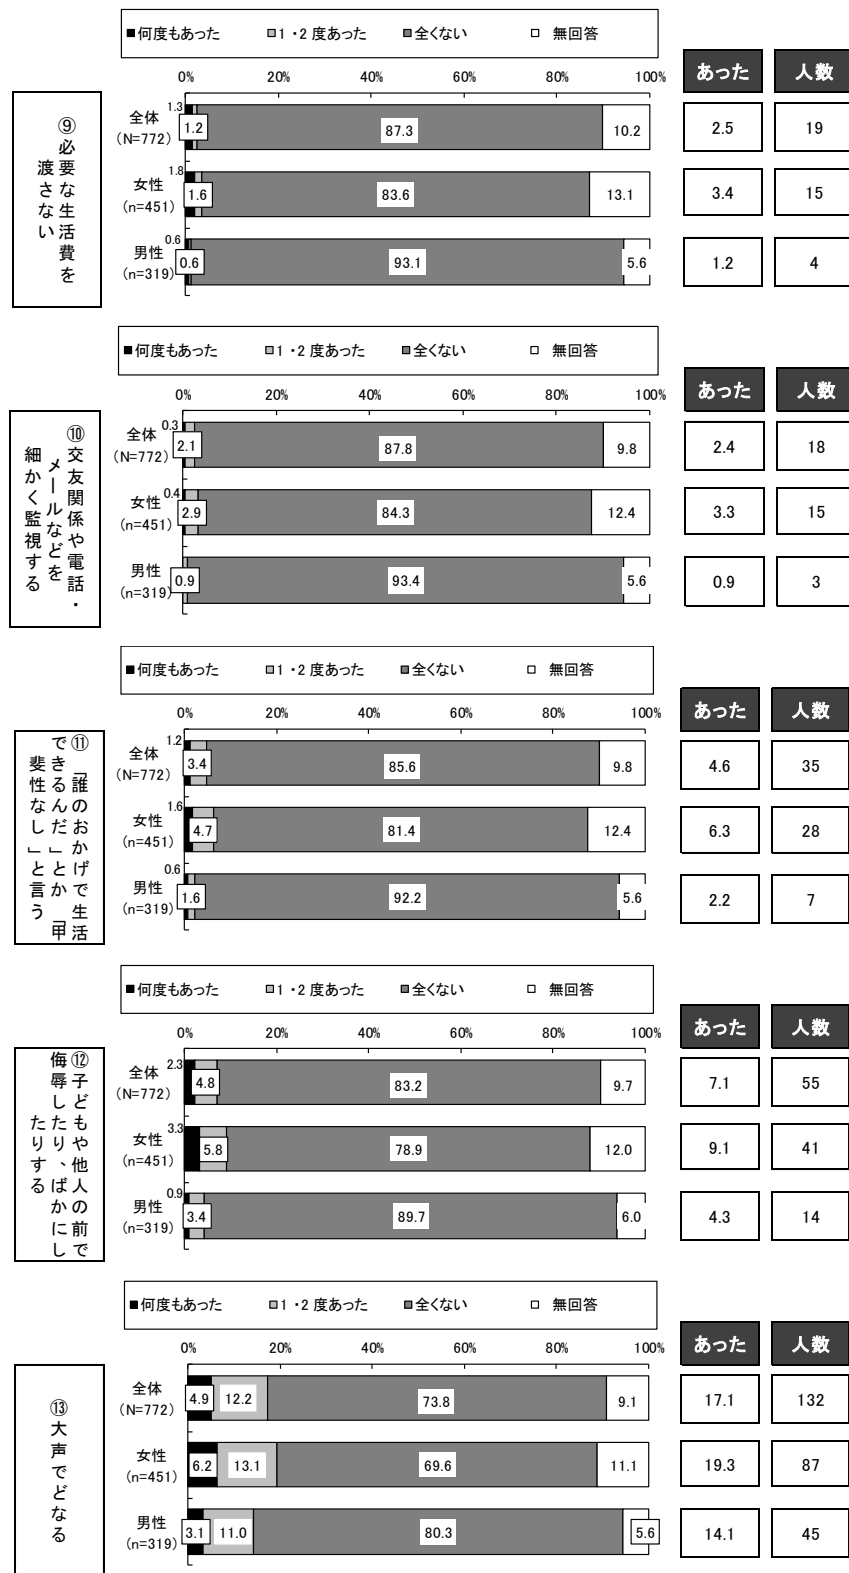 ■何度もあった □1・2度あった ■全くない □ 無回答
0% 20% 40% 60% 80% 100%
あった 人数
⑨必要な生活費を
渡さない
全体
(N=772)
1.3 1.2 87.3 10.2 2.5 19
女性
(n=451)
1.8 1.6 83.6 13.1 3.4 15
男性
(n=319)
0.6 0.6 93.1 5.6 1.2 4
■何度もあった □1・2度あった ■全くない □ 無回答
0% 20% 40% 60% 80% 100%
あった 人数
⑩交友関係や電話・
メールなどを
細かく監視する
全体
(N=772)
0.3 2.1 87.8 9.8 2.4 18
女性
(n=451)
0.4 2.9 84.3 12.4 3.3 15
男性
(n=319)
0.9 93.4 5.6 0.9 3
■何度もあった □1・2度あった ■全くない □ 無回答
0% 20% 40% 60% 80% 100%
あった 人数
⑪「誰のおかげで生活
できるんだ」とか「甲
斐性なし」と言う
全体
(N=772)
1.2 3.4 85.6 9.8 4.6 35
女性
(n=451)
1.6 4.7 81.4 12.4 6.3 28
男性
(n=319)
0.6 1.6 92.2 5.6 2.2 7
■何度もあった □1・2度あった ■全くない □ 無回答
0% 20% 40% 60% 80% 100%
あった 人数
⑫子どもや他人の前で
侮辱したり、ばかにし
たりする
全体
(N=772)
2.3 4.8 83.2 9.7 7.1 55
女性
(n=451)
3.3 5.8 78.9 12.0 9.1 41
男性
(n=319)
0.9 3.4 89.7 6.0 4.3 14
■何度もあった □1・2度あった ■全くない □ 無回答
0% 20% 40% 60% 80% 100%
あった 人数
⑬大声でどなる
全体
(N=772)
4.9 12.2 73.8 9.1 17.1 132
女性
(n=451)
6.2 13.1 69.6 11.1 19.3 87
男性
(n=319)
3.1 11.0 80.3 5.6 14.1 45